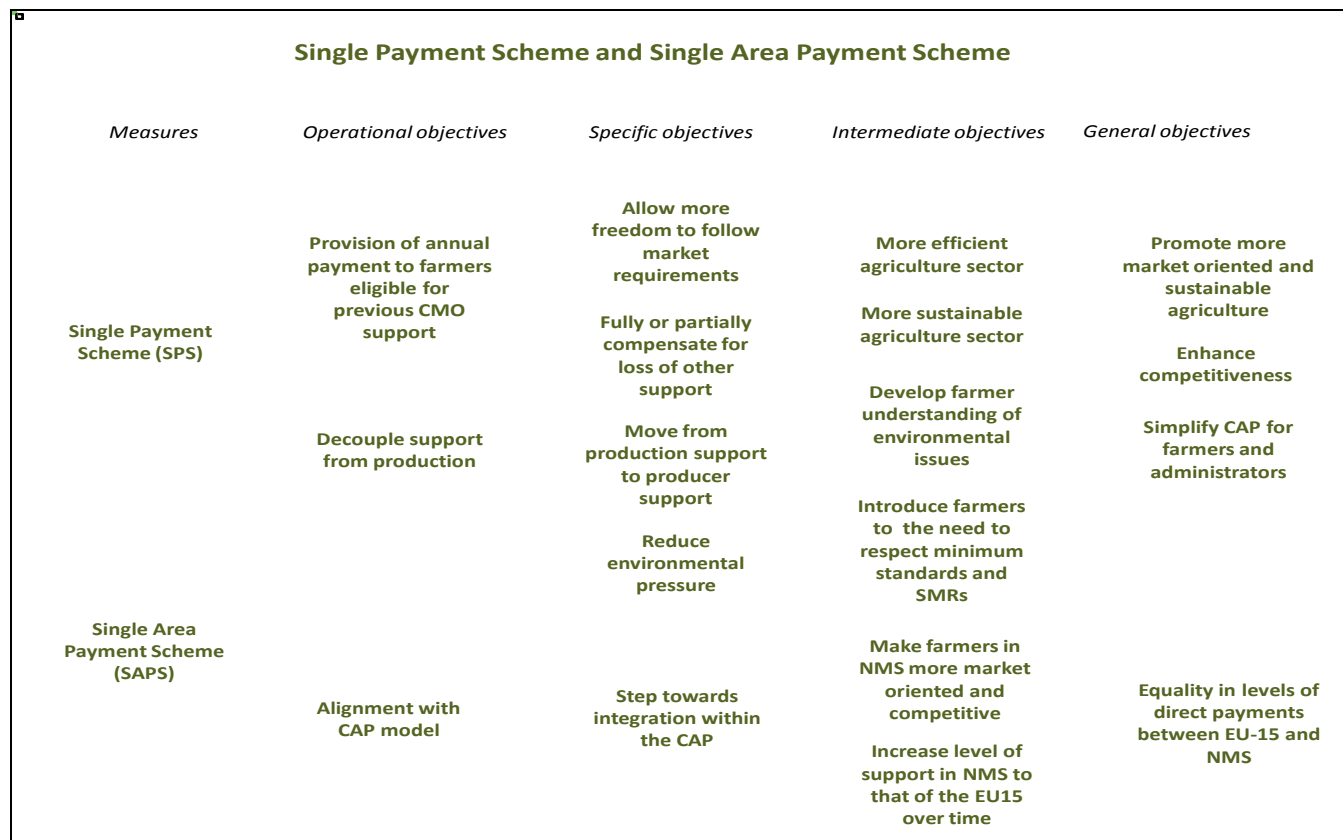 Single Payment Scheme and Single Area Payment Scheme
Measures
Operational objectives
Specific objectives
Intermediate objectives
General objectives
Single Payment
Scheme (SPS)
Single Area
Payment Scheme
(SAPS)
Provision of annual
payment to farmers
eligible for
previous CMO
support
Decouple support
from production
Alignment with
CAP model
Allow more
freedom to follow
market
requirements
Fully or partially
compensate for
loss of other
support
Move from
production support
to producer
support
Reduce
environmental
pressure
Step towards
integration within
the CAP
More efficient
agriculture sector
More sustainable
agriculture sector
Develop farmer
understanding of
environmental
issues
Introduce farmers
to the need to
respect minimum
standards and
SMRs
Make farmers in
NMS more market
oriented and
competitive
Increase level of
support in NMS to
that of the EU15
over time
Promote more
market oriented and
sustainable
agriculture
Enhance
competitiveness
Simplify CAP for
farmers and
administrators
Equality in levels of
direct payments
between EU-15 and
NMS